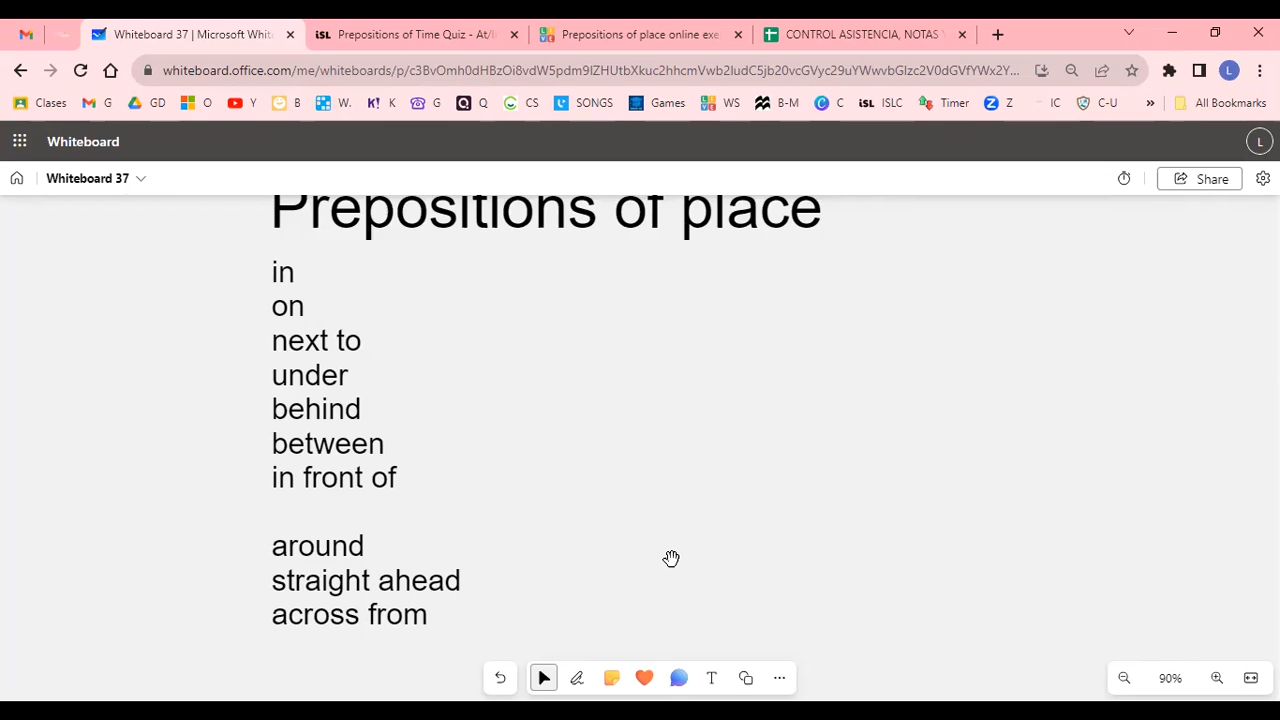 Whiteboard 37 | Microsoft Whit
Prepositions of Time Quiz - At/I
Prepositions of place online exe
CONTROL ASISTENCIA, NOTAS Y
Clases
G
GD
O
Y
B
W.
K
G
Q
CS
SONGS
Games
WS
B-M
C
ISLC
Timer
Z
IC
C-U
»
All Bookmarks
Whiteboard
L
Whiteboard 37
Share
Prepositions of place
in
on
next to
under
behind
between
in front of
around
straight ahead
across from
T
90%